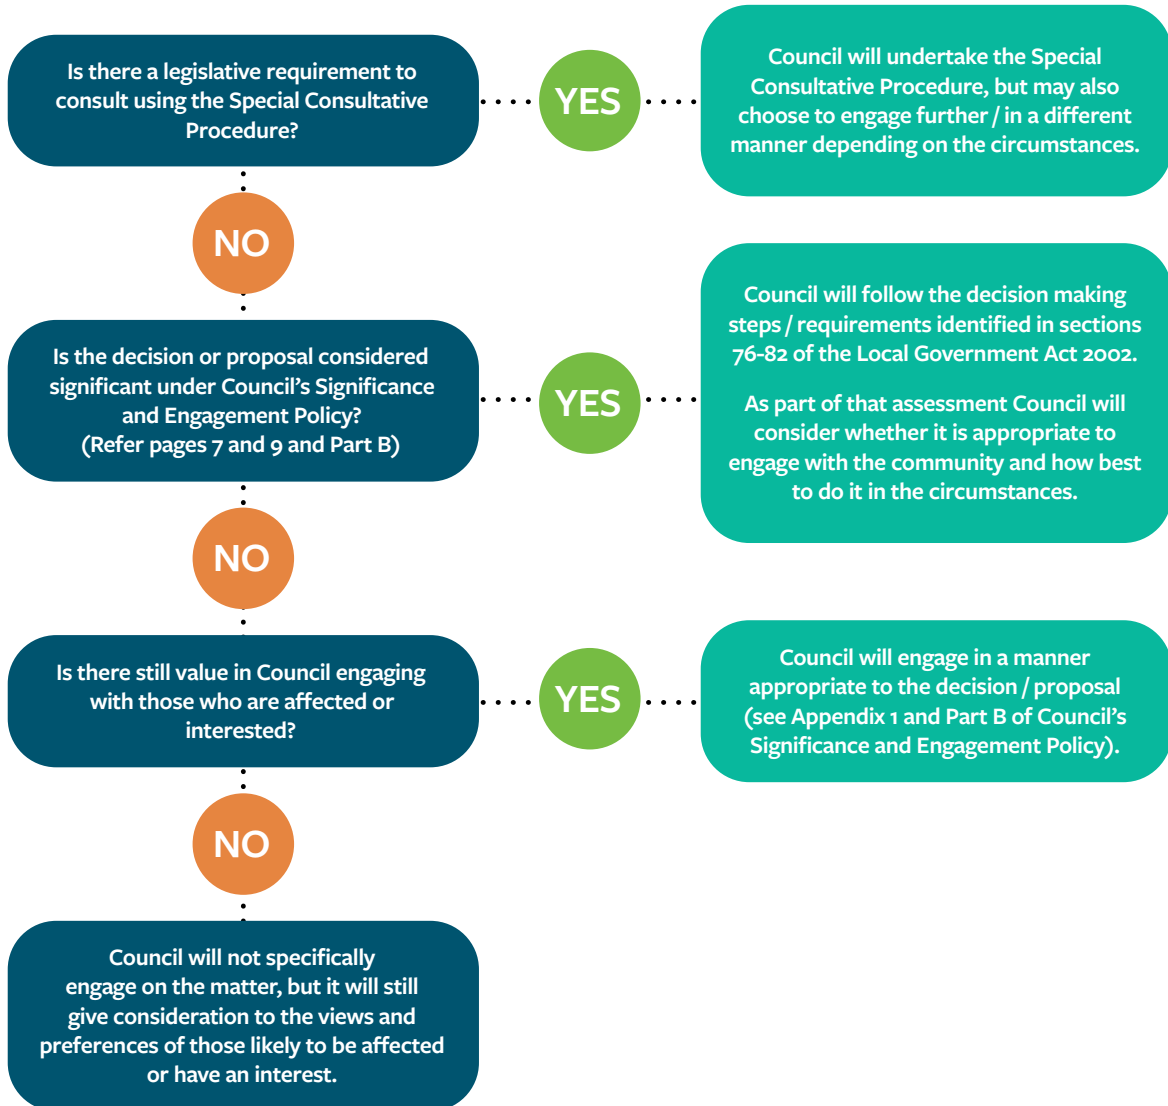 Is there a legislative requirement to
consult using the Special Consultative
Procedure?
YES
Council will undertake the Special
Consultative Procedure, but may also
choose to engage further / in a different
manner depending on the circumstances.
NO
Is the decision or proposal considered
significant under Council's Significance
and Engagement Policy?
(Refer pages 7 and 9 and Part B)
YES
Council will follow the decision making
steps / requirements identified in sections
76-82 of the Local Government Act 2002.
As part of that assessment Council will
consider whether it is appropriate to
engage with the community and how best
to do it in the circumstances.
NO
Is there still value in Council engaging
with those who are affected or
interested?
YES
Council will engage in a manner
appropriate to the decision / proposal
(see Appendix 1 and Part B of Council's
Significance and Engagement Policy).
NO
Council will not specifically
engage on the matter, but it will still
give consideration to the views and
preferences of those likely to be affected
or have an interest.